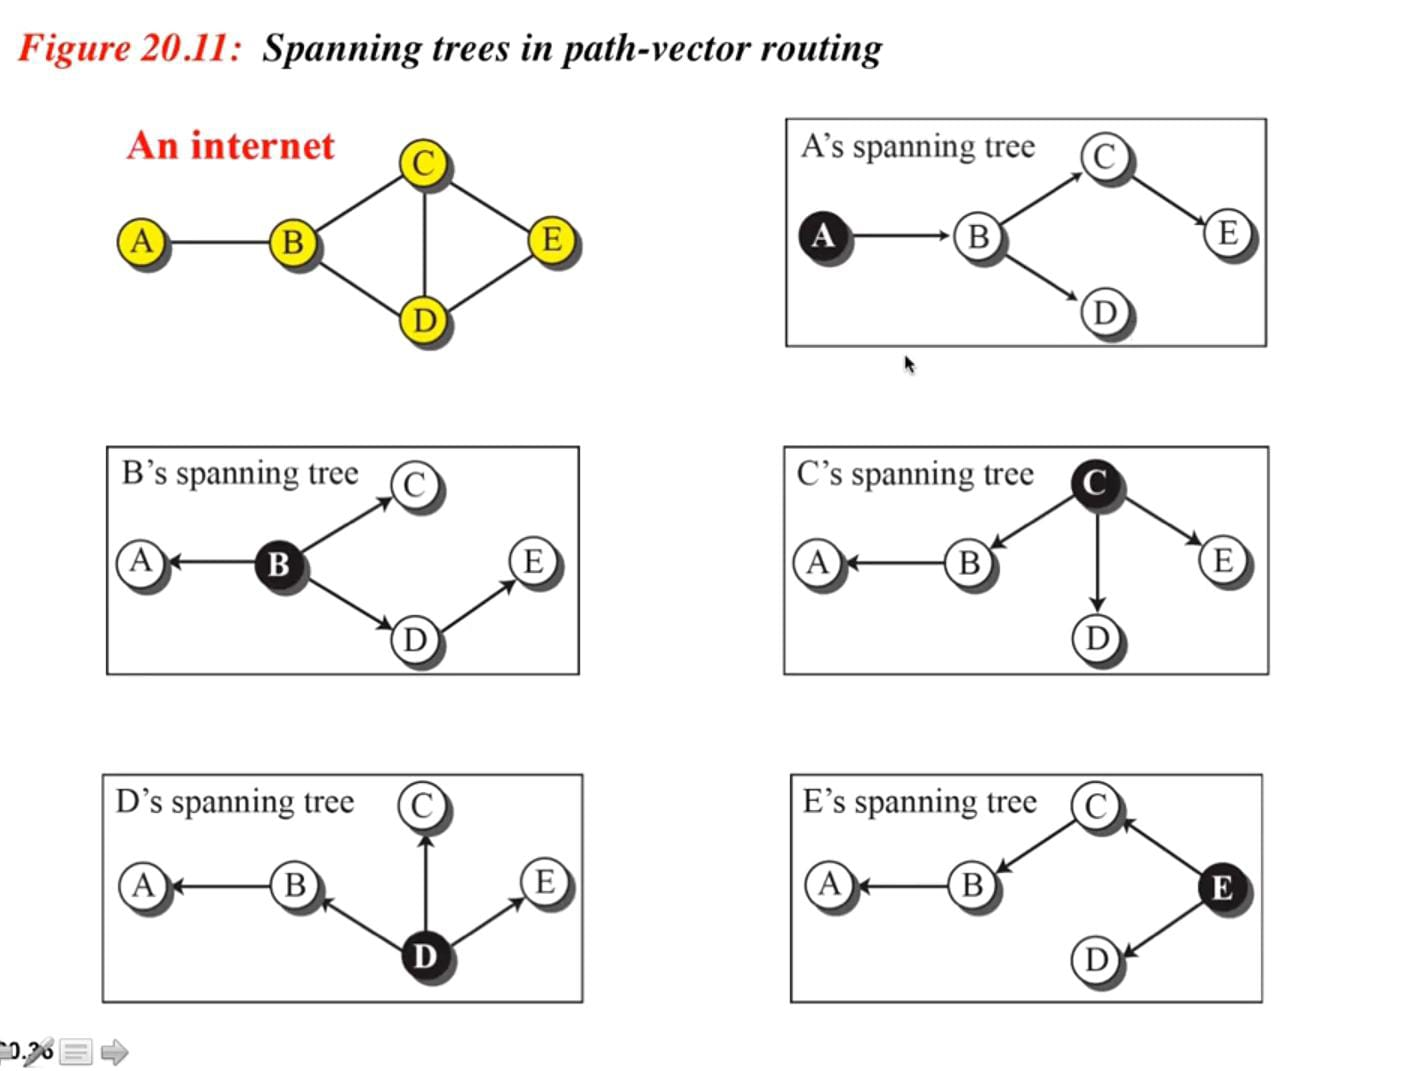 Figure 20.11: Spanning trees in path-vector routing
An internet
A
B
C
D
E
A’s spanning tree
A
B
C
D
E
B’s spanning tree
A
B
C
D
E
C’s spanning tree
A
B
C
D
E
D’s spanning tree
A
B
C
D
E
E’s spanning tree
A
B
C
D
E